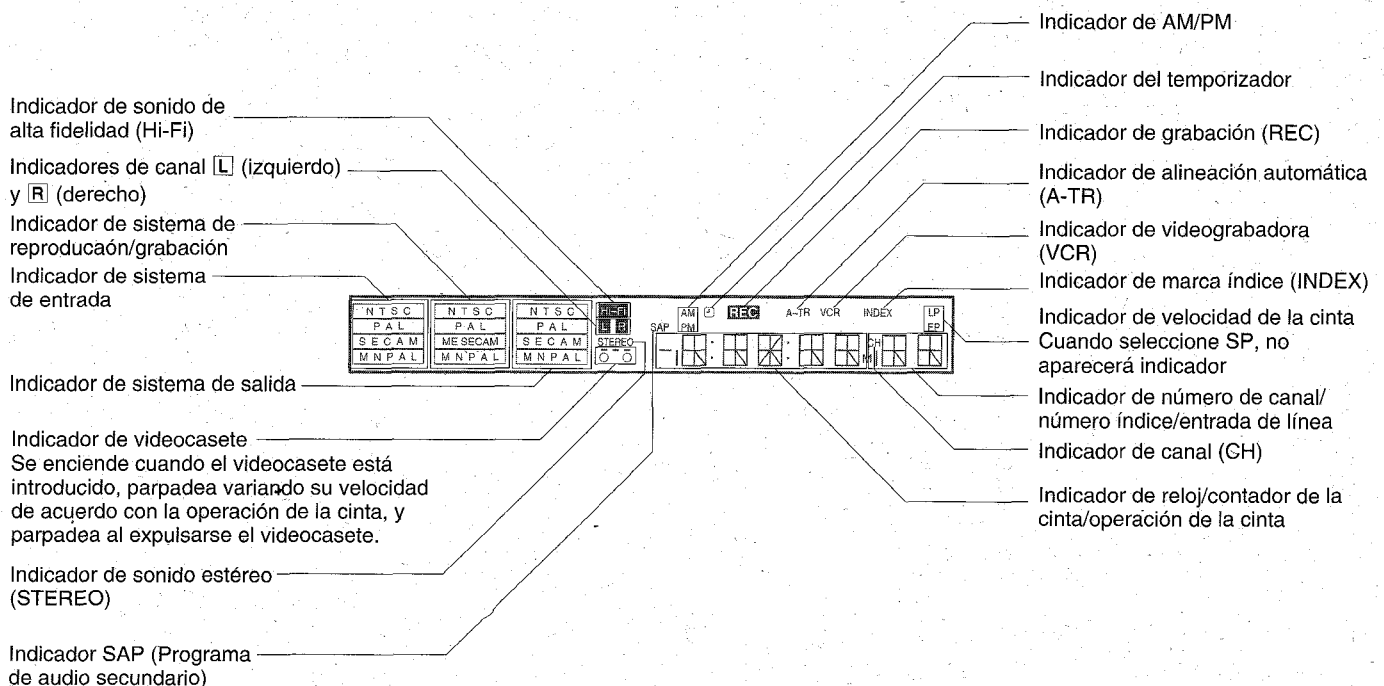 Indicador de sonido de
alta fidelidad (Hi-Fi)
Indicadores de canal L (izquierdo)
y R (derecho)
Indicador de sistema de
reproducaón/grabación
Indicador de sistema
de entrada
Indicador de sistema de salida
Indicador de videocasete
Se enciende cuando el videocasete está
introducido, parpadea variando su velocidad
de acuerdo con la operación de la cinta, y
parpadea al expulsarse el videocasete.
Indicador de sonido estéreo
(STEREO)
Indicador SAP (Programa
de audio secundario)
NTSC
PAL
SECAM
MNPAL
NTSC
PAL
MESECAM
MNPAL
NTSC
PAL
SECAM
MNPAL
Hi-Fi
L R
STEREO
SAP
AM
PM
REC
A-TR VCR INDEX
LP
EP
CH
M
Indicador de AM/PM
Indicador del temporizador
Indicador de grabación (REC)
Indicador de alineación automática
(A-TR)
Indicador de videograbadora
(VCR)
Indicador de marca índice (INDEX)
Indicador de velocidad de la cinta
Cuando seleccione SP, no
aparecerá indicador
Indicador de número de canal/
número índice/entrada de línea
Indicador de canal (CH)
Indicador de reloj/contador de la
cinta/operación de la cinta